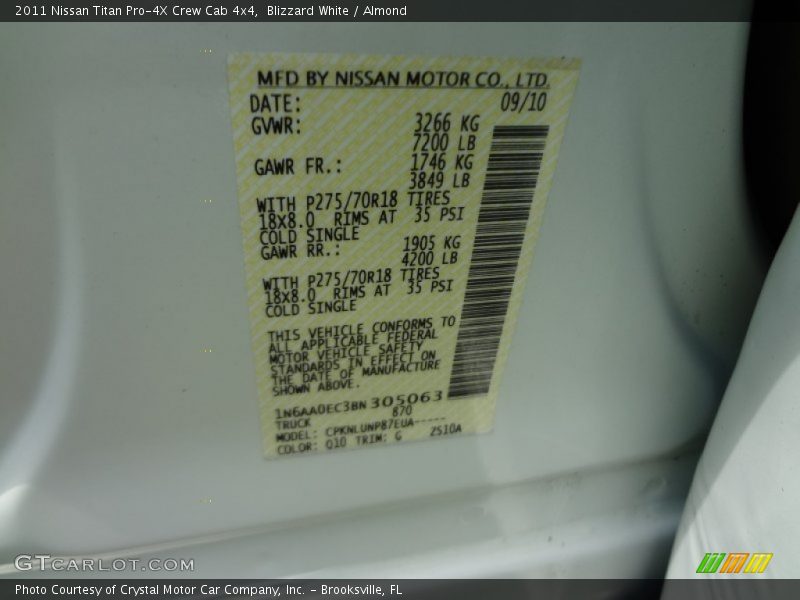 2011 Nissan Titan Pro-4X Crew Cab 4x4,  Blizzard White / Almond
MFD BY NISSAN MOTOR CO., LTD.
DATE: 09/10
GVWR: 3266 KG
7200 LB
GAWR FR.: 1746 KG
3849 LB
WITH P275/70R18 TIRES
18X8.0 RIMS AT 35 PSI
COLD SINGLE
GAWR RR.: 1905 KG
4200 LB
WITH P275/70R18 TIRES
18X8.0 RIMS AT 35 PSI
COLD SINGLE
THIS VEHICLE CONFORMS TO
ALL APPLICABLE FEDERAL
MOTOR VEHICLE SAFETY
STANDARDS IN EFFECT ON
THE DATE OF MANUFACTURE
SHOWN ABOVE.
1N6AA0EC3BN305063
TRUCK 870
MODEL: CPKNLUNP87EUA-----
COLOR: Q10 TRIM: G ZS10A
GTCARLOT.COM
Photo Courtesy of Crystal Motor Car Company, Inc. - Brooksville, FL